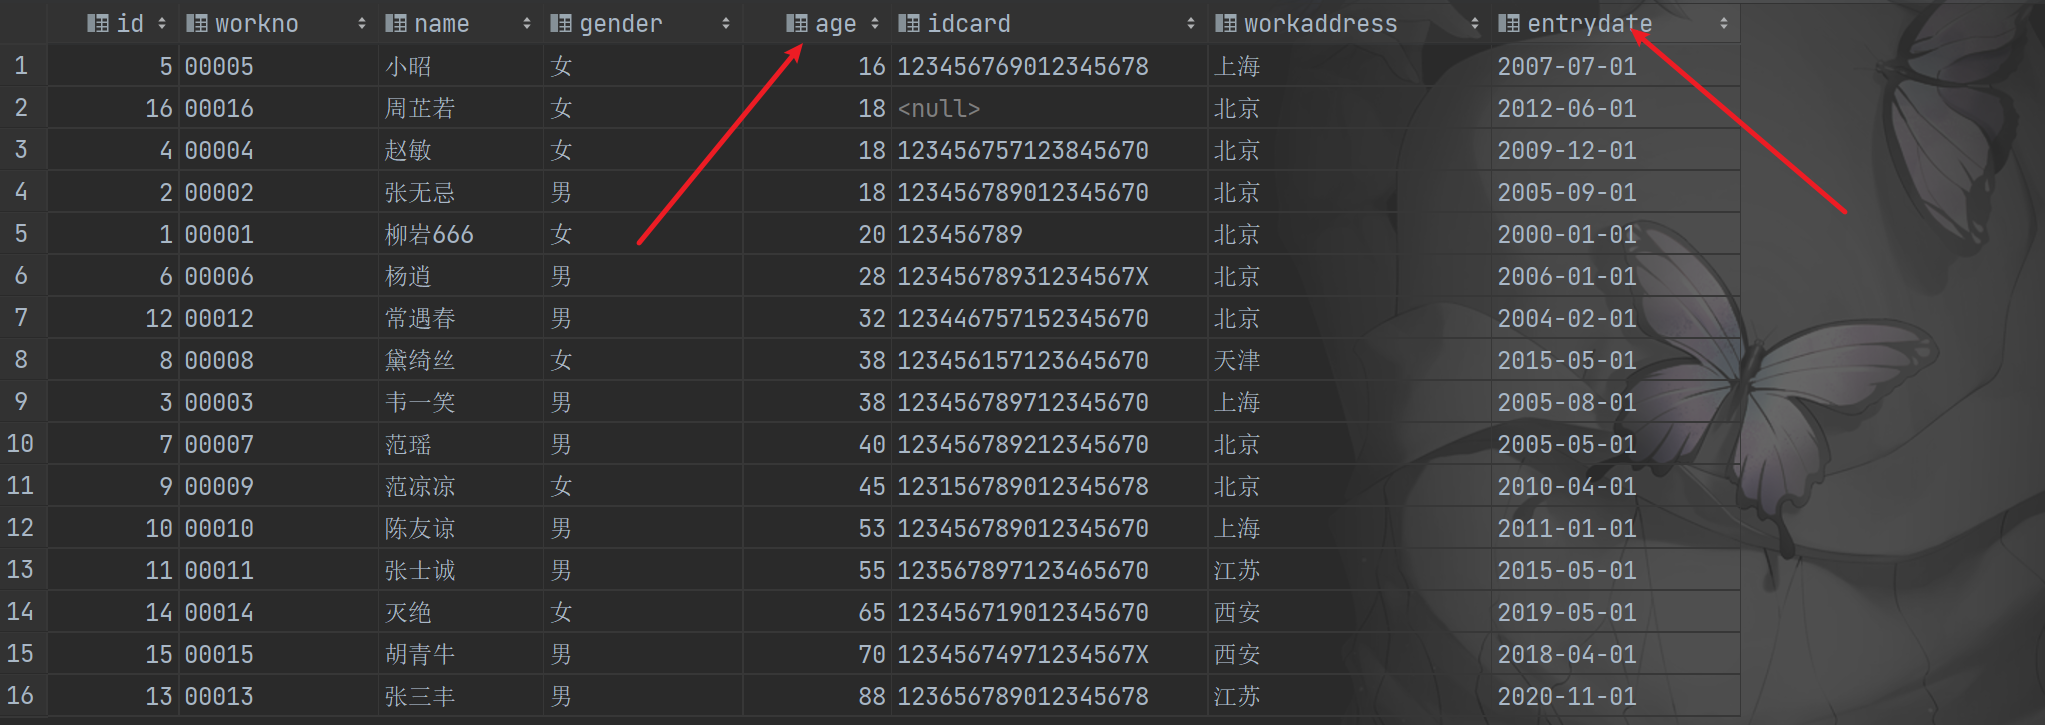 id workno name gender age idcard workaddress entrydate
1 5 00005 小昭 女 16 123456769012345678 上海 2007-07-01
2 16 00016 周芷若 女 18 <null> 北京 2012-06-01
3 4 00004 赵敏 女 18 123456757123845670 北京 2009-12-01
4 2 00002 张无忌 男 18 123456789012345670 北京 2005-09-01
5 1 00001 柳岩666 女 20 123456789 北京 2000-01-01
6 6 00006 杨逍 男 28 12345678931234567X 北京 2006-01-01
7 12 00012 常遇春 男 32 123446757152345670 北京 2004-02-01
8 8 00008 黛绮丝 女 38 123456157123645670 天津 2015-05-01
9 3 00003 韦一笑 男 38 123456789712345670 上海 2005-08-01
10 7 00007 范瑶 男 40 123456789212345670 北京 2005-05-01
11 9 00009 范凉凉 女 45 123156789012345678 北京 2010-04-01
12 10 00010 陈友谅 男 53 123456789012345670 上海 2011-01-01
13 11 00011 张士诚 男 55 123567897123465670 江苏 2015-05-01
14 14 00014 灭绝 女 65 123456719012345670 西安 2019-05-01
15 15 00015 胡青牛 男 70 12345674971234567X 西安 2018-04-01
16 13 00013 张三丰 男 88 123656789012345678 江苏 2020-11-01